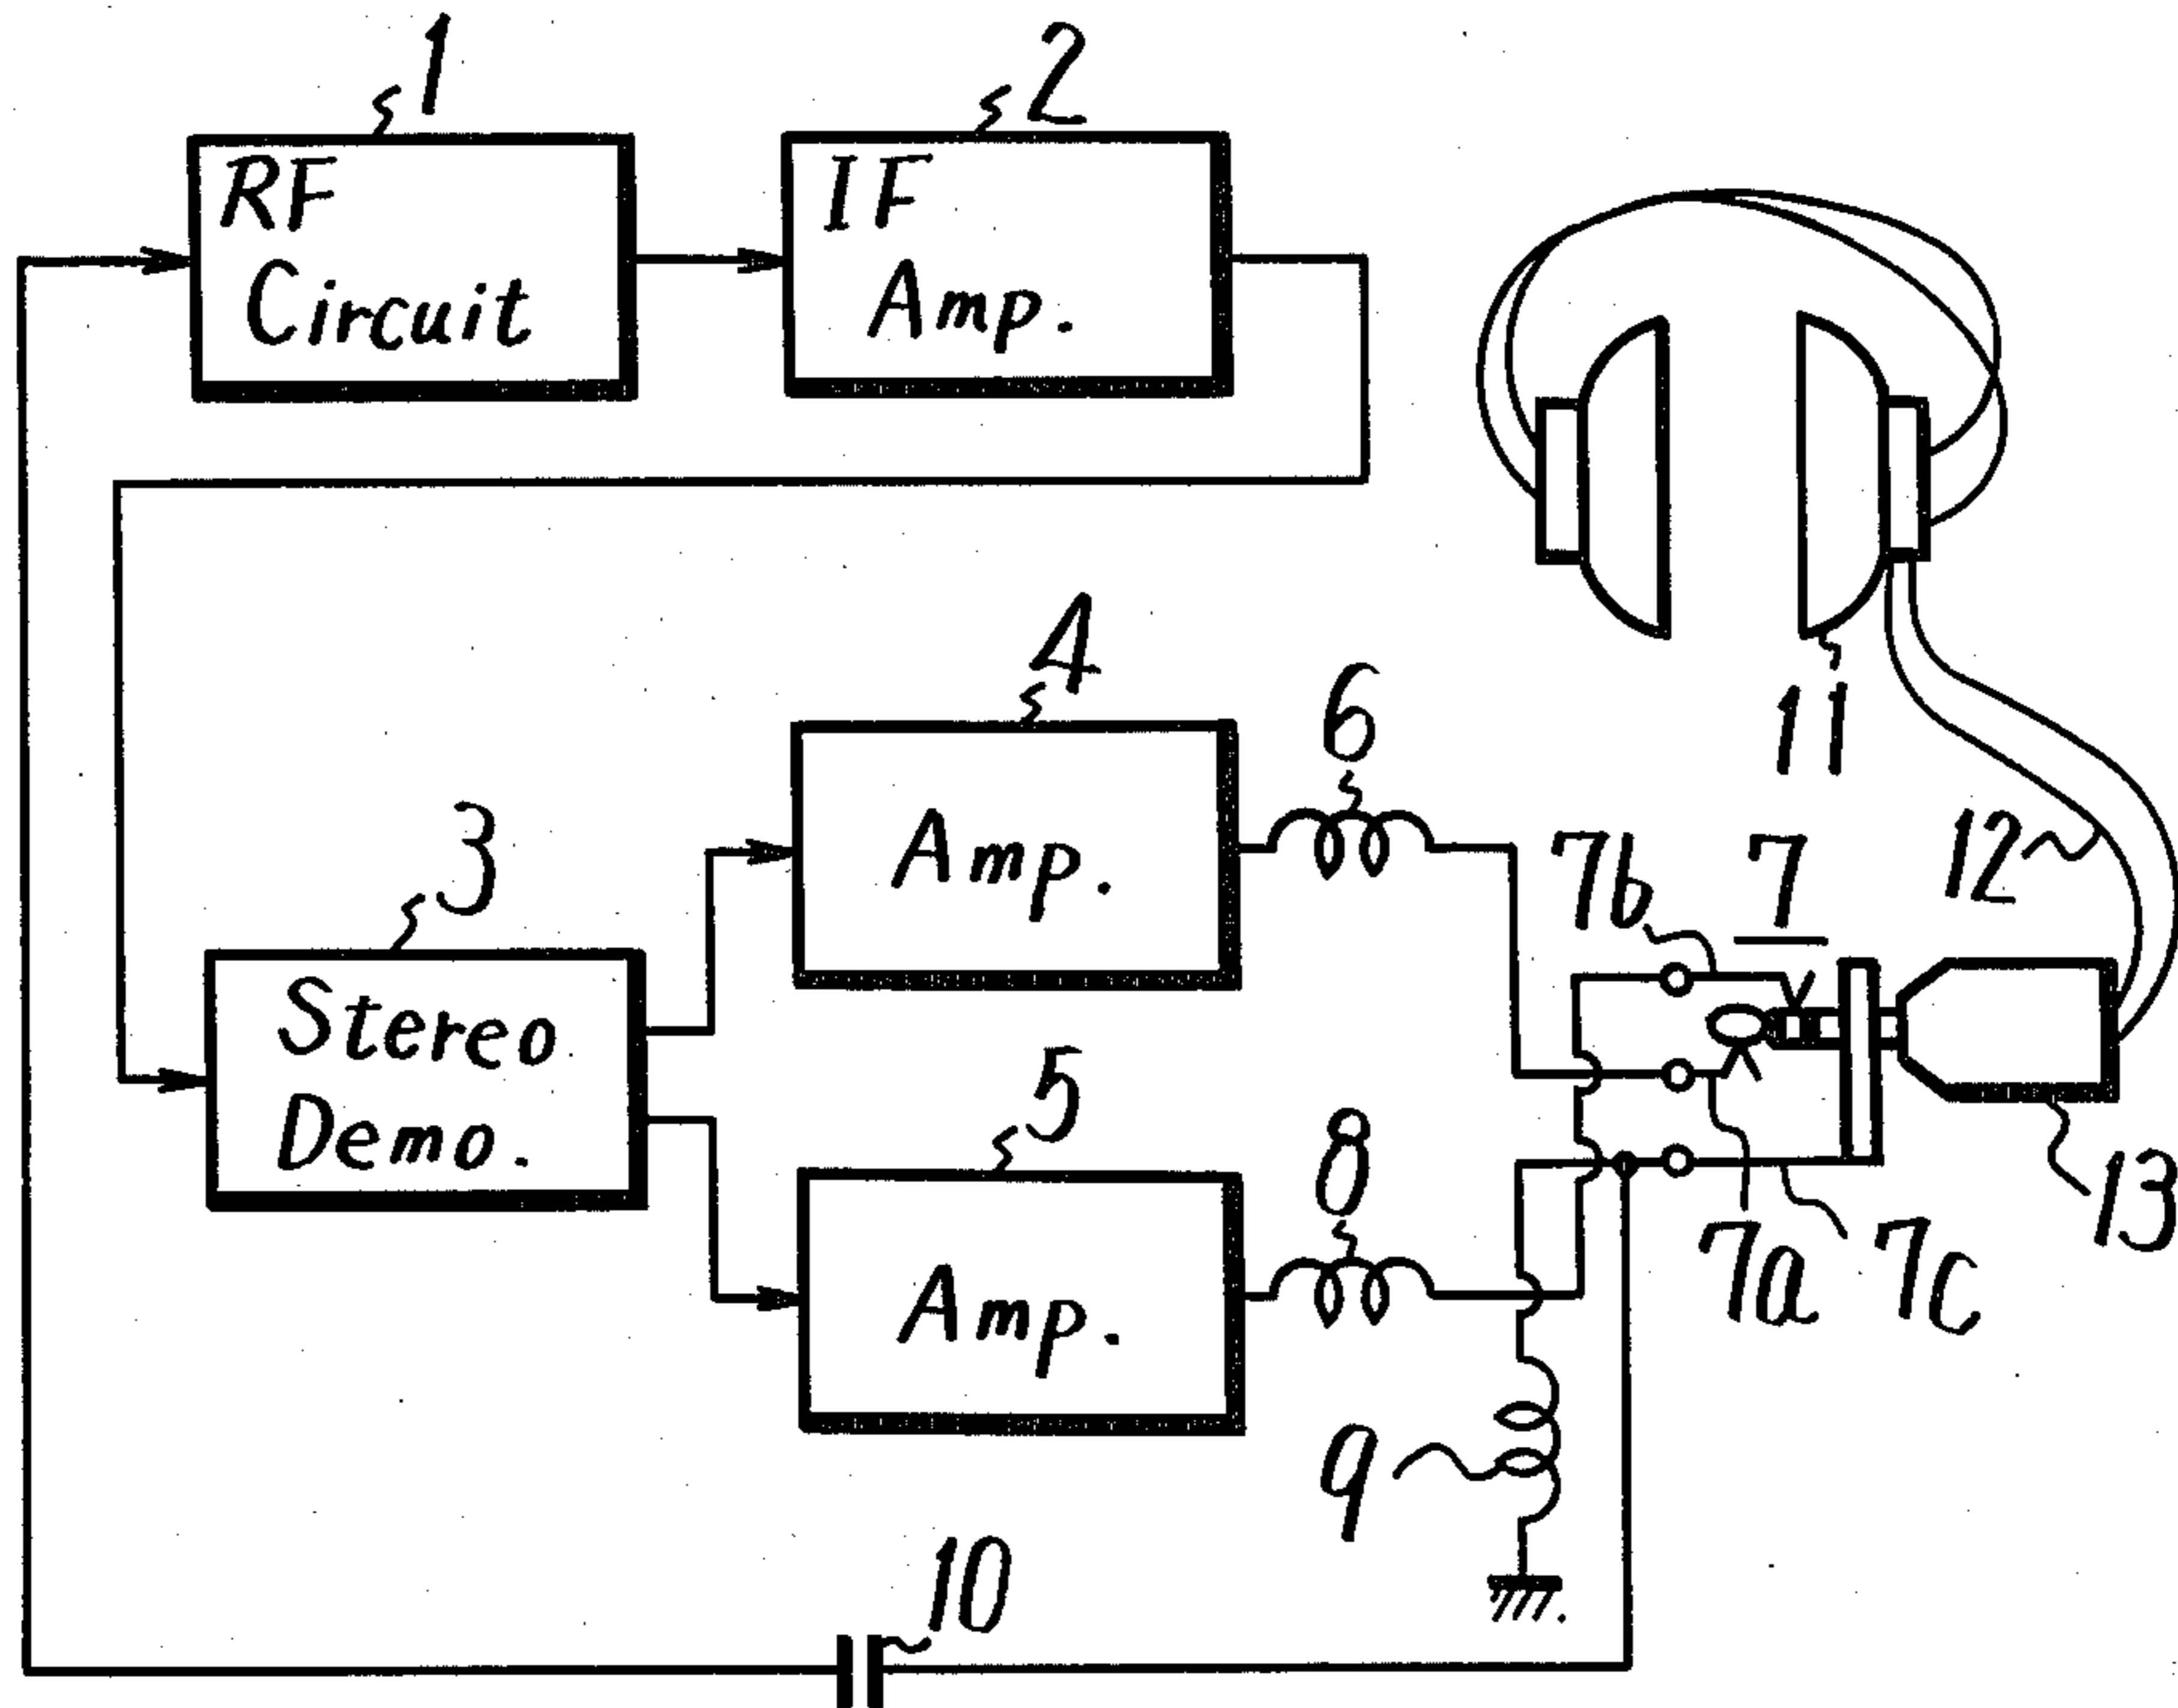 1
2
RF
Circuit
IF
Amp.
4
6
11
3
Amp.
7b
7
12
Stereo
Demo.
5
8
13
Amp.
7a
7c
9
10